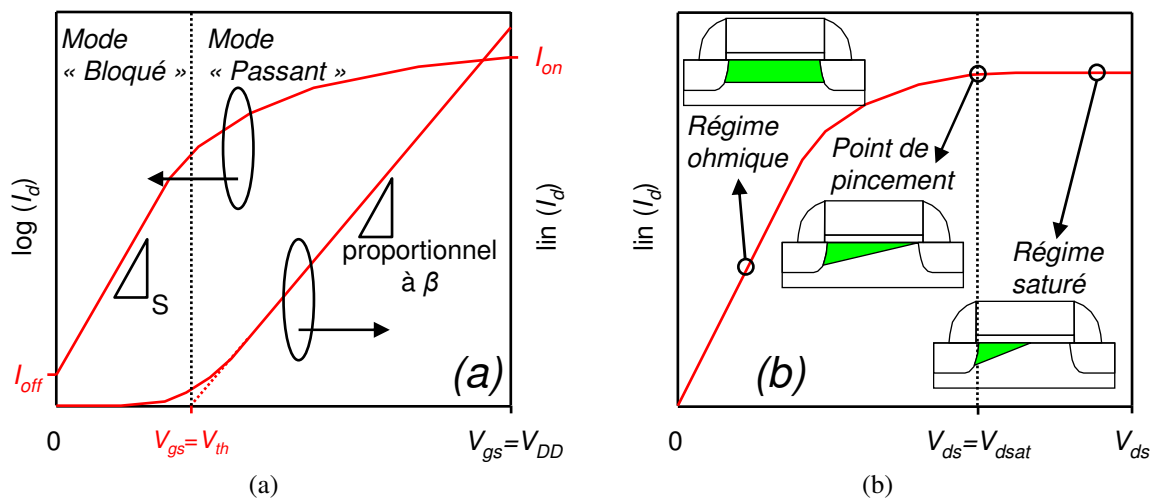 Mode
« Bloqué »
Mode
« Passant »
I_on
log (I_d)
lin (I_d)
S
proportionnel
à β
I_off
(a)
0
V_gs=V_th
V_gs=V_DD
(a)
(b)
lin (I_d)
Régime
ohmique
Point de
pincement
Régime
saturé
(b)
0
V_ds=V_dsat
V_ds
(b)